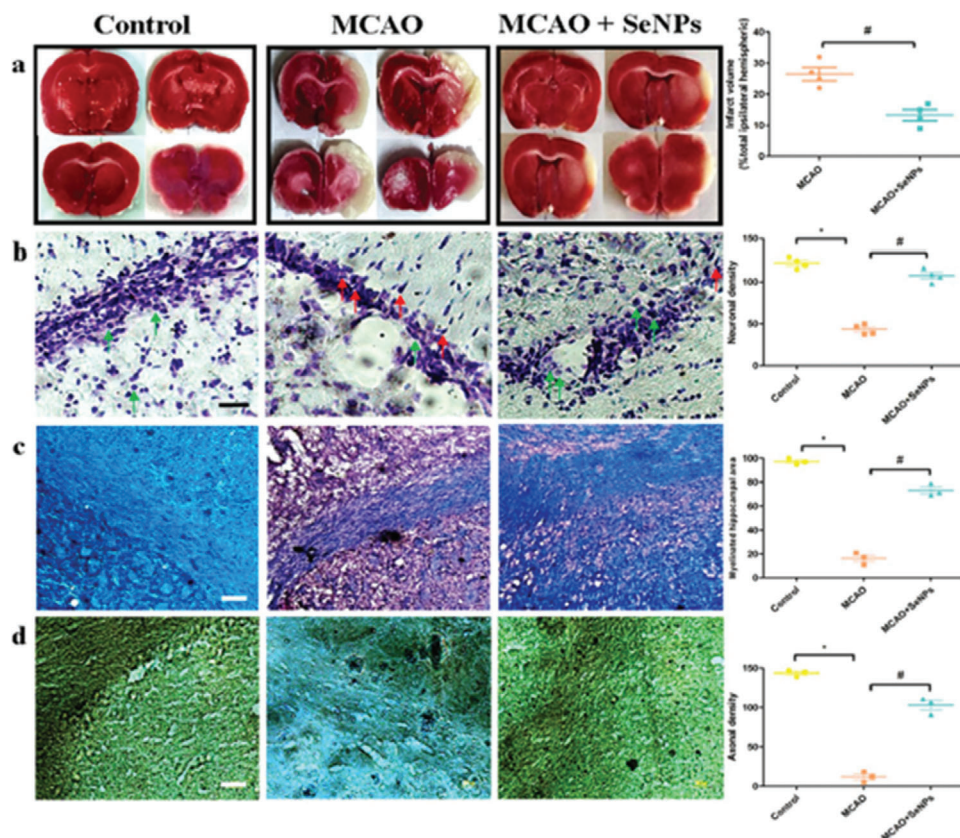 Control MCAO MCAO + SeNPs
a
Infarct volume
(%total ipsilateral hemispheric)
40
30
20
10
0
#
MCAO
MCAO+SeNPs
b
Neuronal density
150
100
50
0
*
#
Control
MCAO
MCAO+SeNPs
c
Myelinated hippocampal area
100
80
60
40
20
0
*
#
Control
MCAO
MCAO+SeNPs
d
Axonal density
150
100
50
0
*
#
Control
MCAO
MCAO+SeNPs